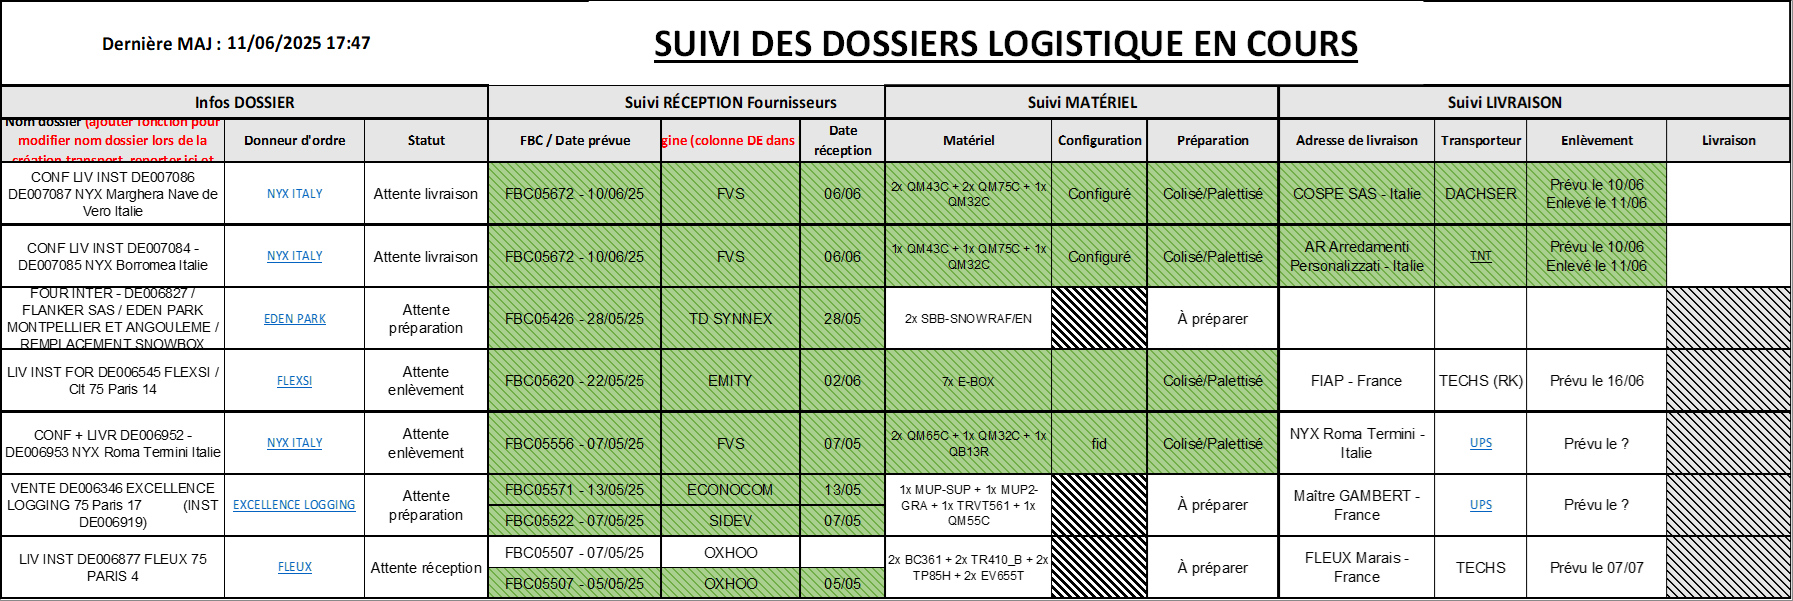 Dernière MAJ : 11/06/2025 17:47
SUIVI DES DOSSIERS LOGISTIQUE EN COURS
Infos DOSSIER
Suivi RÉCEPTION Fournisseurs
Suivi MATÉRIEL
Suivi LIVRAISON
Nom dossier (ajouter fonction pour
modifier nom dossier lors de la
création transport, reporter ici et
Donneur d'ordre
Statut
FBC / Date prévue
gine (colonne DE dans
Date
réception
Matériel
Configuration
Préparation
Adresse de livraison
Transporteur
Enlèvement
Livraison
CONF LIV INST DE007086
DE007087 NYX Marghera Nave de
Vero Italie
NYX ITALY
Attente livraison
FBC05672 - 10/06/25
FVS
06/06
2x QM43C + 2x QM75C + 1x
QM32C
Configuré
Colisé/Palettisé
COSPE SAS - Italie
DACHSER
Prévu le 10/06
Enlevé le 11/06
CONF LIV INST DE007084 -
DE007085 NYX Borromea Italie
NYX ITALY
Attente livraison
FBC05672 - 10/06/25
FVS
06/06
1x QM43C + 1x QM75C + 1x
QM32C
Configuré
Colisé/Palettisé
AR Arredamenti
Personalizzati - Italie
TNT
Prévu le 10/06
Enlevé le 11/06
FOUR INTER - DE006827 /
FLANKER SAS / EDEN PARK
MONTPELLIER ET ANGOULEME /
REMPLACEMENT SNOWBOX
EDEN PARK
Attente
préparation
FBC05426 - 28/05/25
TD SYNNEX
28/05
2x SBB-SNOWRAF/EN
À préparer
LIV INST FOR DE006545 FLEXSI /
Clt 75 Paris 14
FLEXSI
Attente
enlèvement
FBC05620 - 22/05/25
EMITY
02/06
7x E-BOX
Colisé/Palettisé
FIAP - France
TECHS (RK)
Prévu le 16/06
CONF + LIVR DE006952 -
DE006953 NYX Roma Termini Italie
NYX ITALY
Attente
enlèvement
FBC05556 - 07/05/25
FVS
07/05
2x QM65C + 1x QM32C + 1x
QB13R
fid
Colisé/Palettisé
NYX Roma Termini -
Italie
UPS
Prévu le ?
VENTE DE006346 EXCELLENCE
LOGGING 75 Paris 17 (INST
DE006919)
EXCELLENCE LOGGING
Attente
préparation
FBC05571 - 13/05/25
ECONOCOM
13/05
FBC05522 - 07/05/25
SIDEV
07/05
1x MUP-SUP + 1x MUP2-
GRA + 1x TRVT561 + 1x
QM55C
À préparer
Maître GAMBERT -
France
UPS
Prévu le ?
LIV INST DE006877 FLEUX 75
PARIS 4
FLEUX
Attente réception
FBC05507 - 07/05/25
OXHOO
FBC05507 - 05/05/25
OXHOO
05/05
2x BC361 + 2x TR410_B + 2x
TP85H + 2x EV655T
À préparer
FLEUX Marais -
France
TECHS
Prévu le 07/07